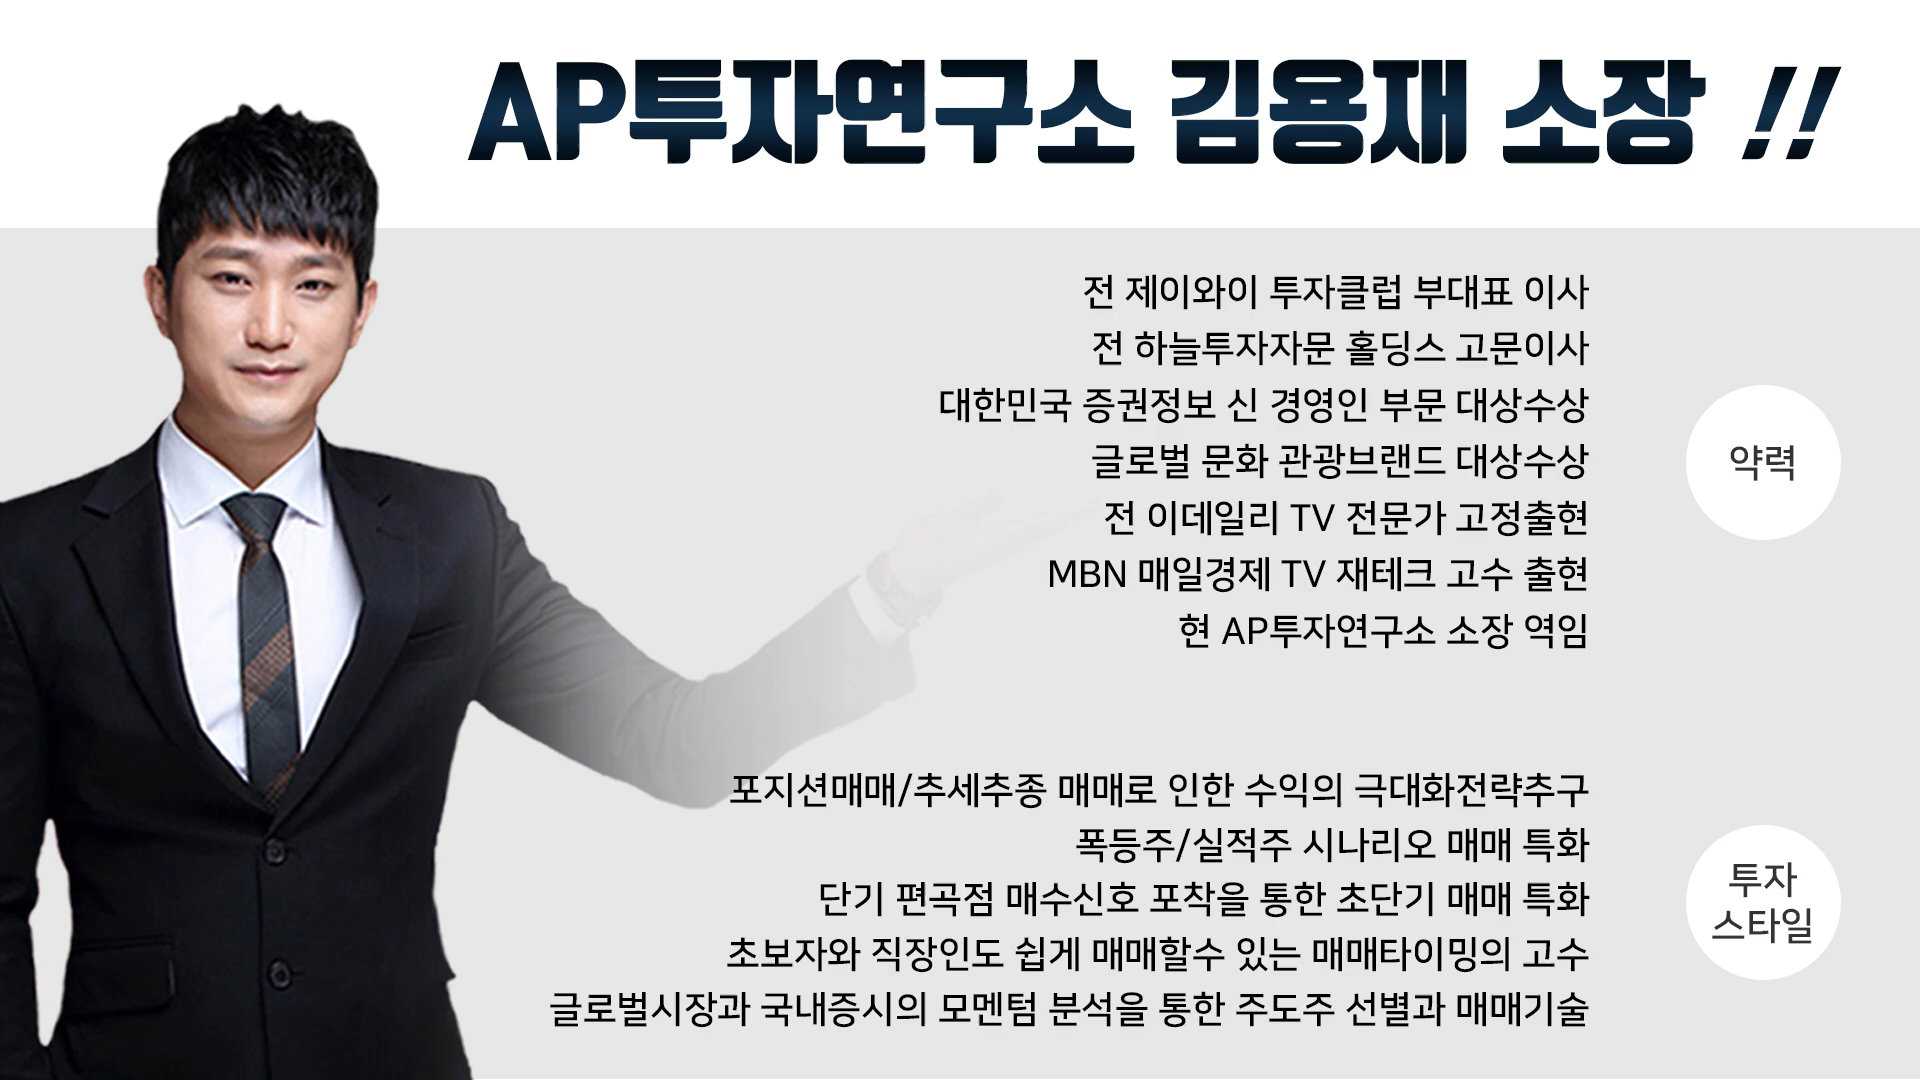 AP투자연구소 김용재 소장 !!
전 제이와이 투자클럽 부대표 이사
전 하늘투자자문 홀딩스 고문이사
대한민국 증권정보 신 경영인 부문 대상수상
글로벌 문화 관광브랜드 대상수상
전 이데일리 TV 전문가 고정출현
MBN 매일경제 TV 재테크 고수 출현
현 AP투자연구소 소장 역임
약력
포지션매매/추세추종 매매로 인한 수익의 극대화전략추구
폭등주/실적주 시나리오 매매 특화
단기 편곡점 매수신호 포착을 통한 초단기 매매 특화
초보자와 직장인도 쉽게 매매할수 있는 매매타이밍의 고수
글로벌시장과 국내증시의 모멘텀 분석을 통한 주도주 선별과 매매기술
투자
스타일